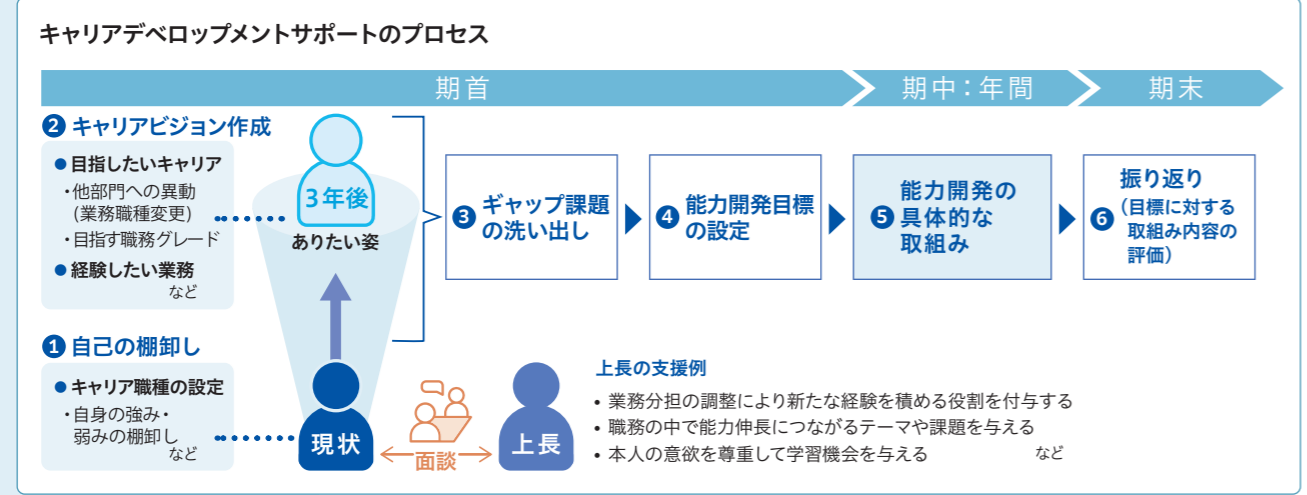 キャリアデベロップメントサポートのプロセス
期首
期中：年間
期末
❷ キャリアビジョン作成
● 目指したいキャリア
・他部門への異動
(業務職種変更)
・目指す職務グレード
● 経験したい業務
など
3年後
ありたい姿
❸ ギャップ課題
の洗い出し
❹ 能力開発目標
の設定
❺ 能力開発の
具体的な
取組み
❻ 振り返り
（目標に対する
取組み内容の
評価）
❶ 自己の棚卸し
● キャリア職種の設定
・自身の強み・
弱みの棚卸し
など
現状
面談
上長
上長の支援例
• 業務分担の調整により新たな経験を積める役割を付与する
• 職務の中で能力伸長につながるテーマや課題を与える
• 本人の意欲を尊重して学習機会を与える など